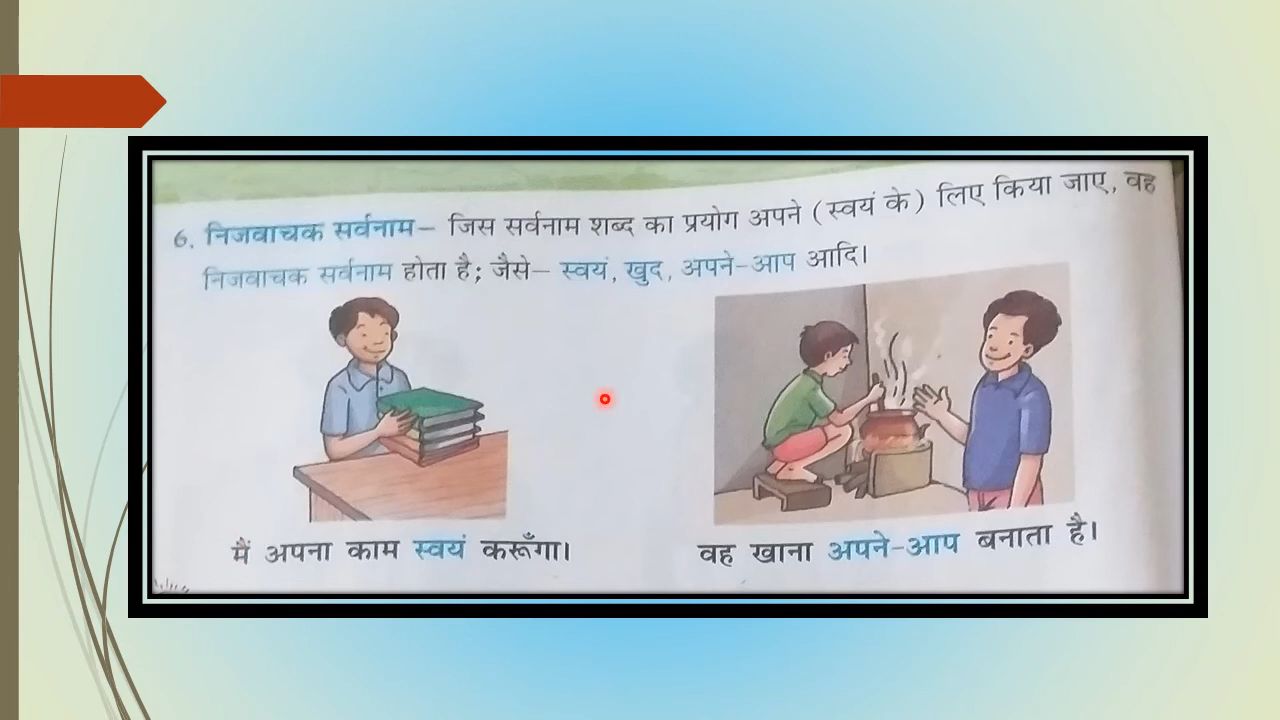 6. निजवाचक सर्वनाम– जिस सर्वनाम शब्द का प्रयोग अपने (स्वयं के) लिए किया जाए, वह
निजवाचक सर्वनाम होता है; जैसे– स्वयं, खुद, अपने-आप आदि।
मैं अपना काम स्वयं करूँगा।
वह खाना अपने-आप बनाता है।